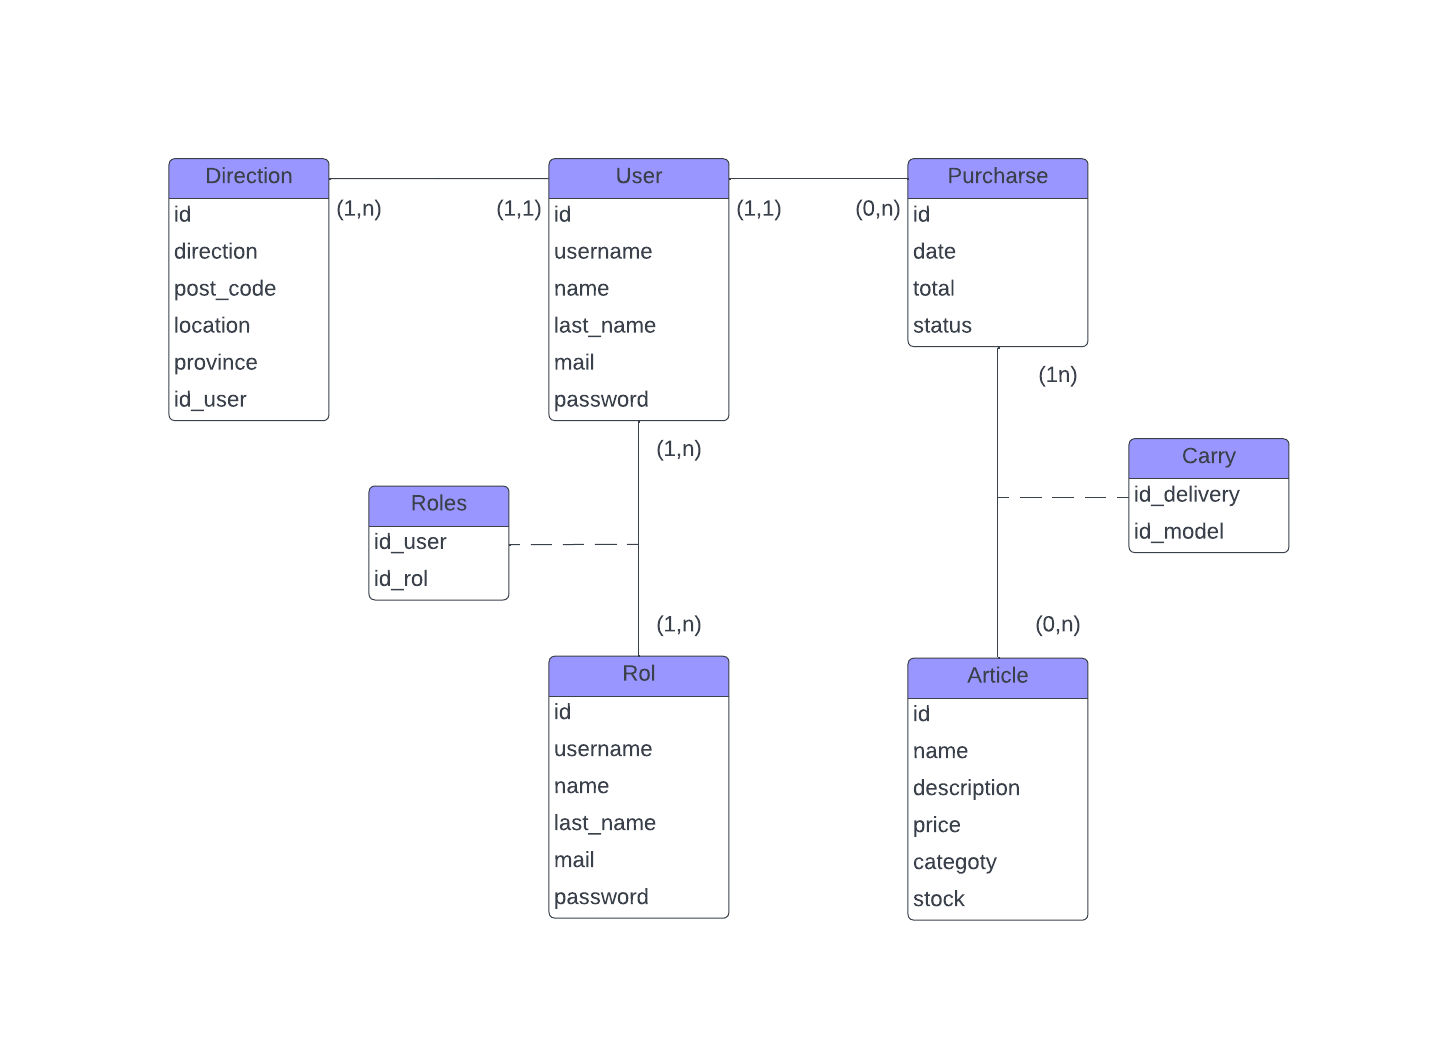 Direction
id
direction
post_code
location
province
id_user
(1,n)
(1,1)
User
id
username
name
last_name
mail
password
(1,1)
(0,n)
Purcharse
id
date
total
status
(1n)
(1,n)
Roles
id_user
id_rol
Carry
id_delivery
id_model
(1,n)
(0,n)
Rol
id
username
name
last_name
mail
password
Article
id
name
description
price
categoty
stock